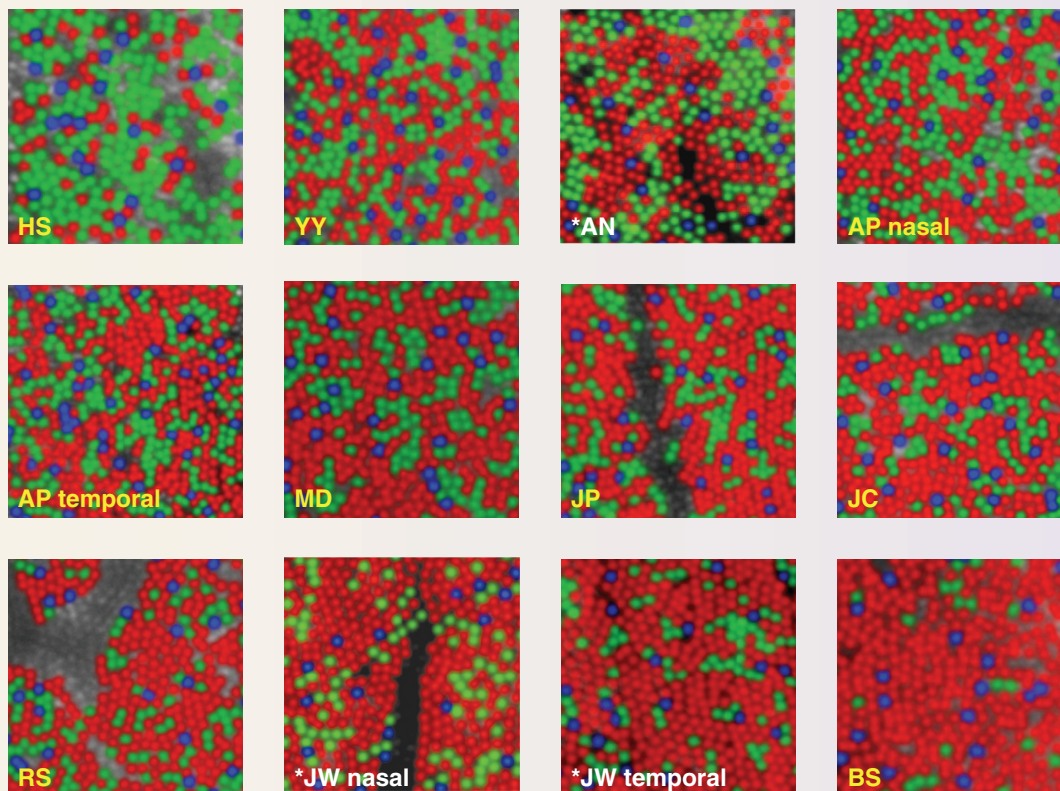 HS
YY
*AN
AP nasal
AP temporal
MD
JP
JC
RS
*JW nasal
*JW temporal
BS